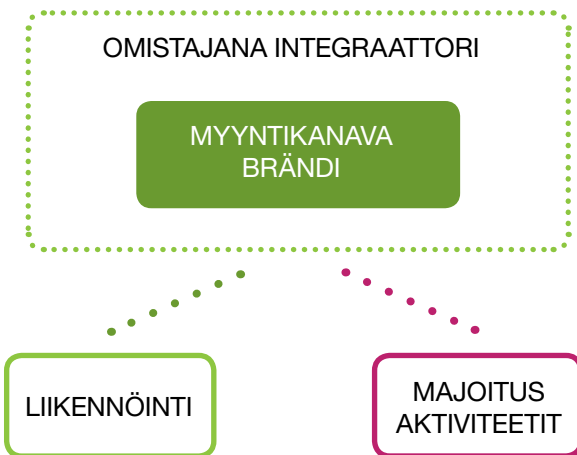 OMISTAJANA INTEGRAATTORI
MYYNTIKANAVA
BRÄNDI
LIIKENNÖINTI
MAJOITUS
AKTIVITEETIT